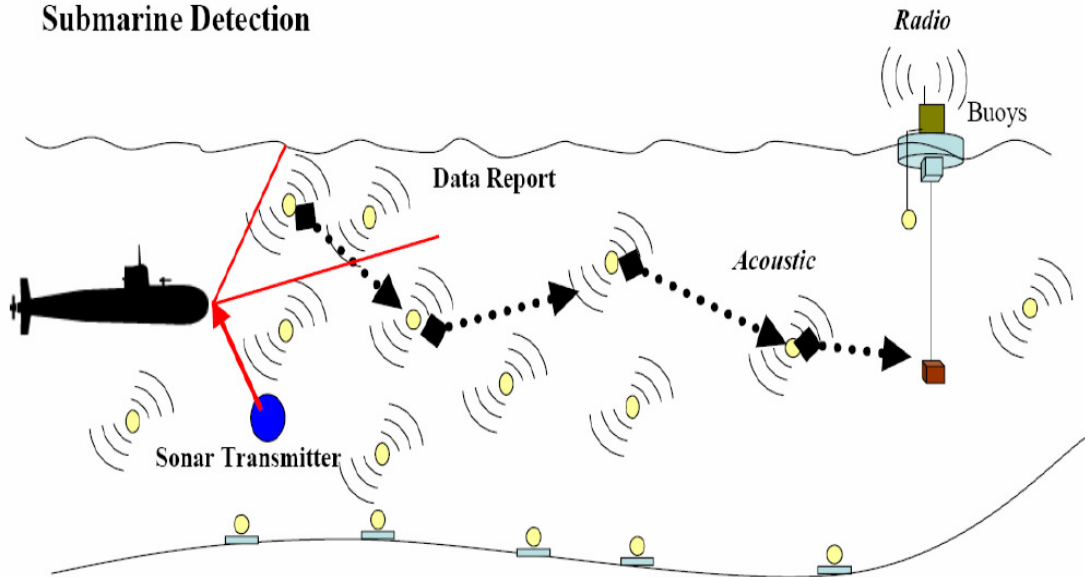 Submarine Detection
Radio
Buoys
Data Report
Acoustic
Sonar Transmitter